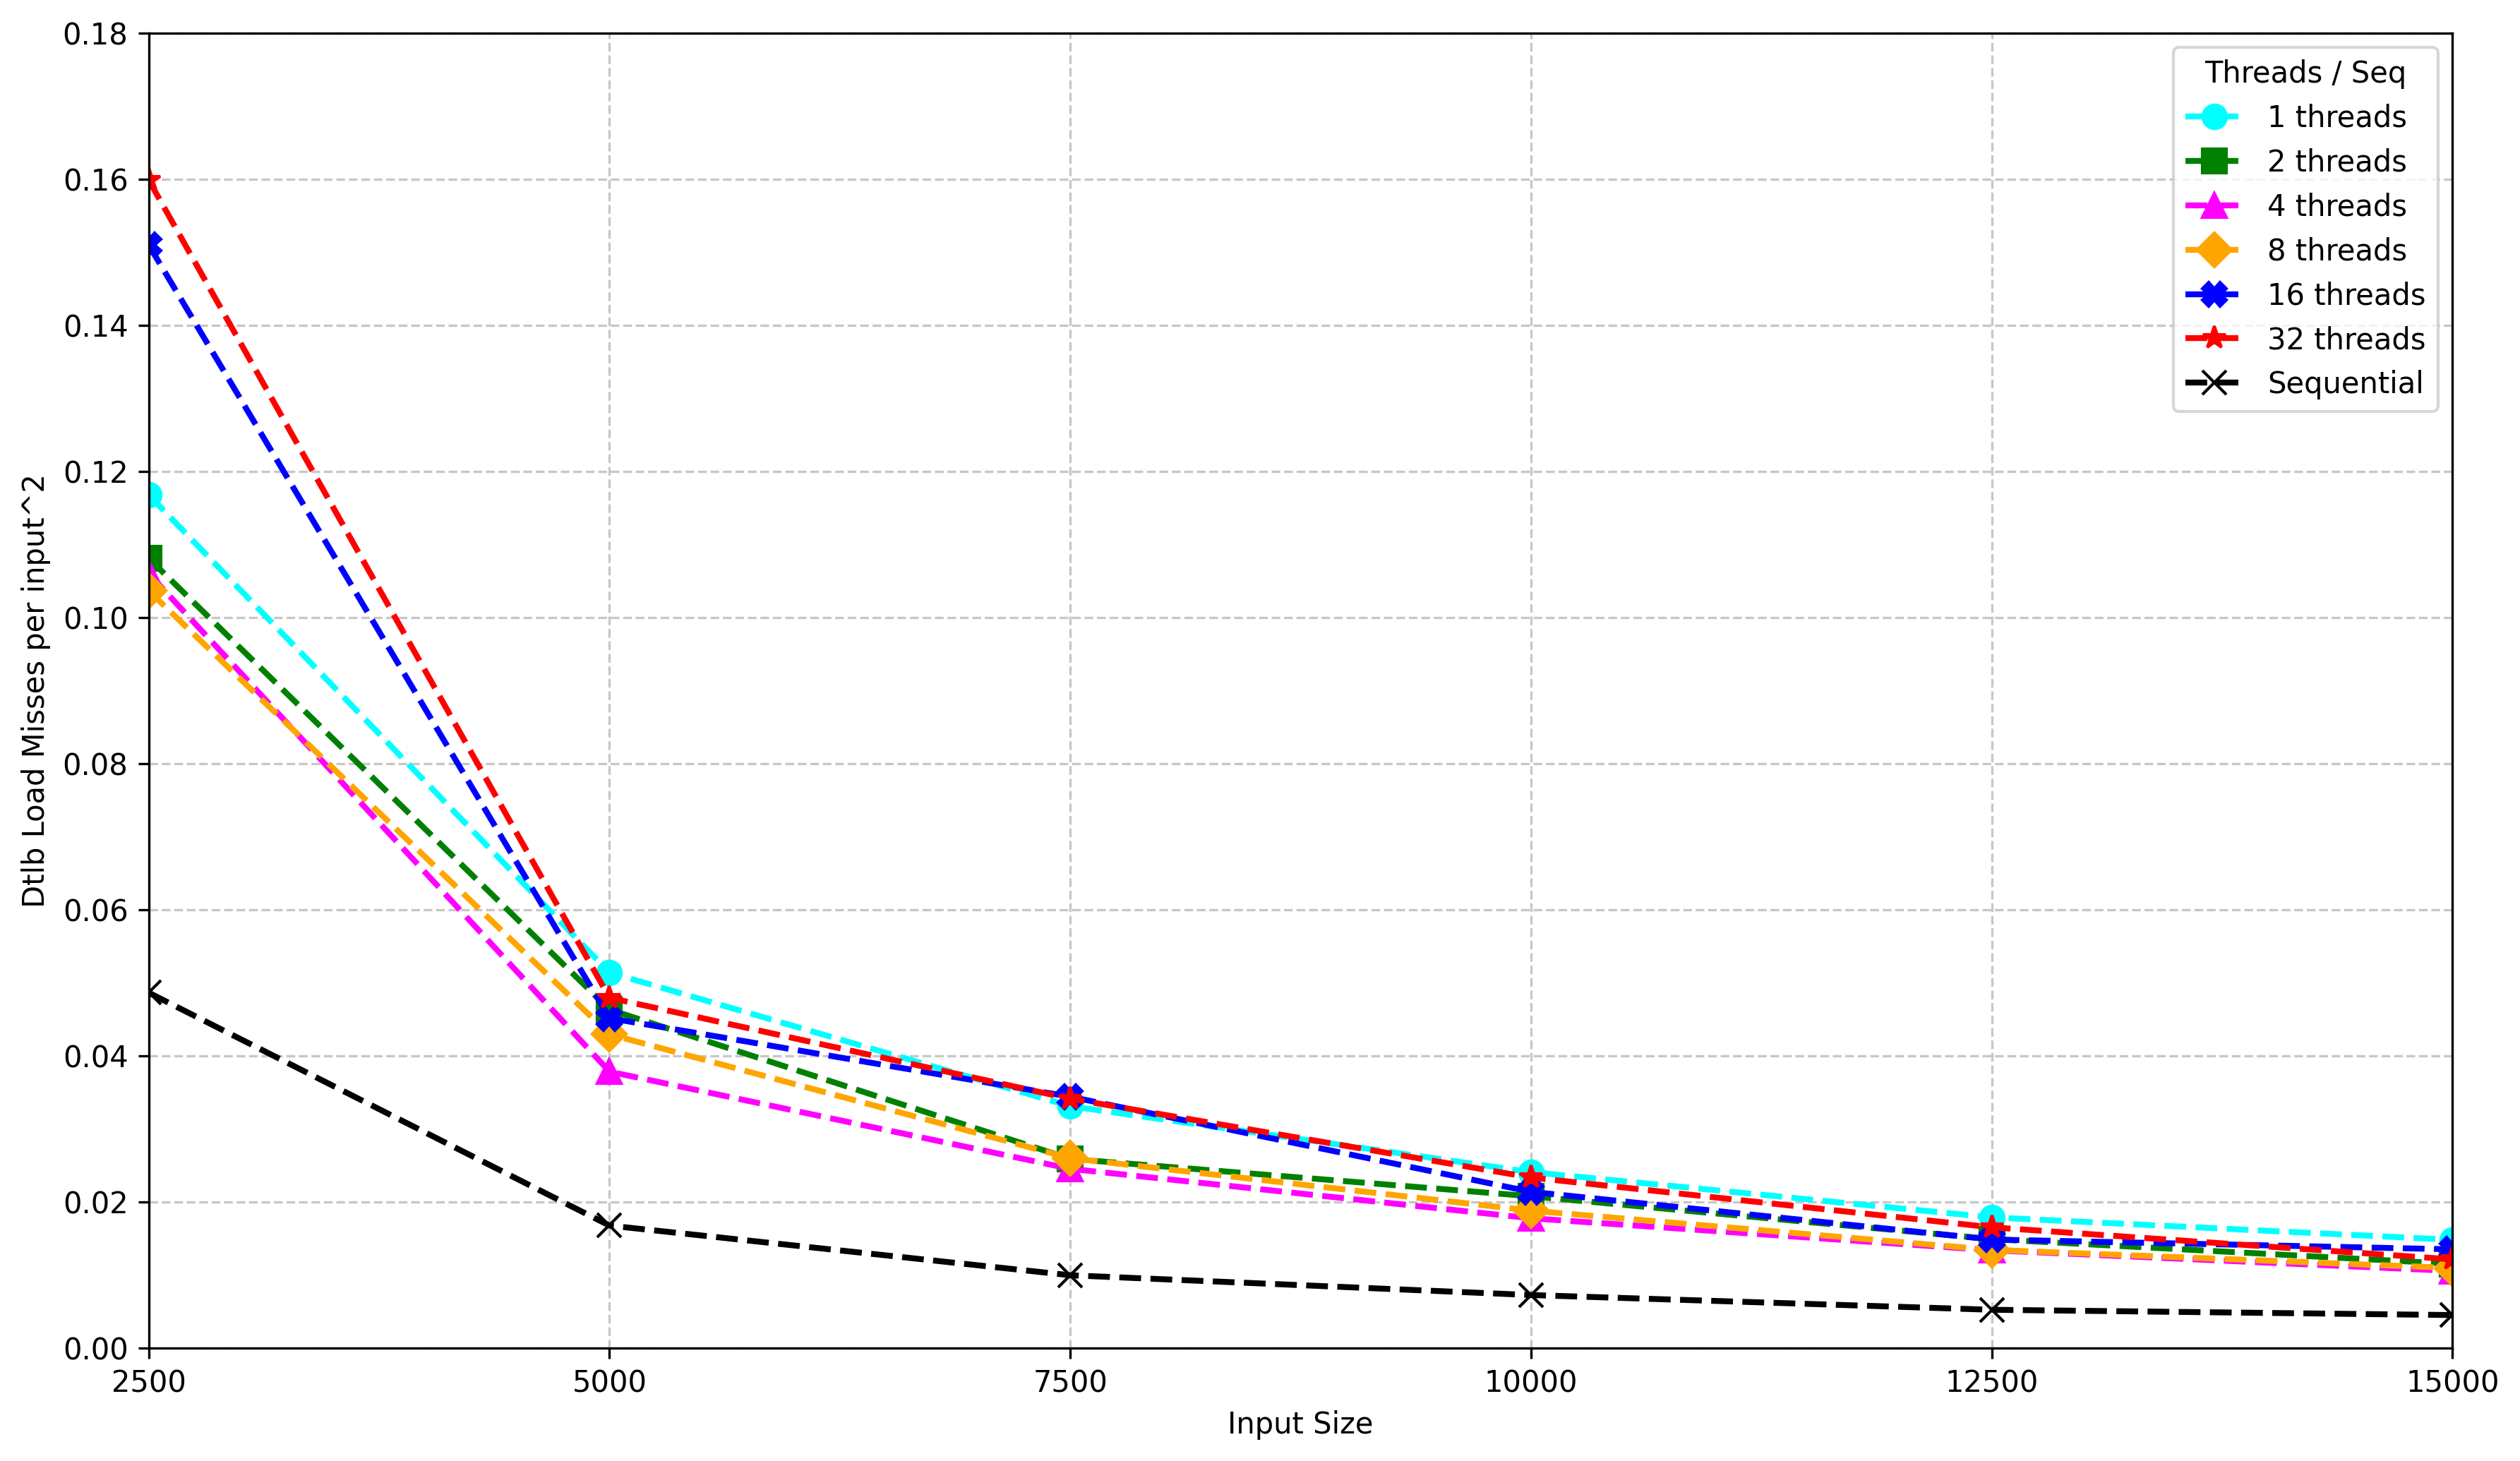 0.18
0.16
0.14
0.12
0.10
0.08
0.06
0.04
0.02
0.00
Dtlb Load Misses per input^2
2500
5000
7500
10000
12500
15000
Input Size
Threads / Seq
1 threads
2 threads
4 threads
8 threads
16 threads
32 threads
Sequential